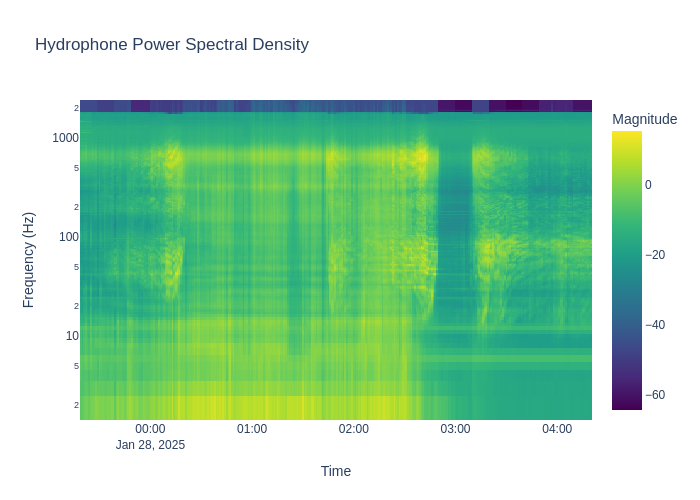 Hydrophone Power Spectral Density
Magnitude
2
1000
5
2
100
5
2
10
5
2
0
−20
−40
−60
Frequency (Hz)
00:00 01:00 02:00 03:00 04:00
Jan 28, 2025
Time